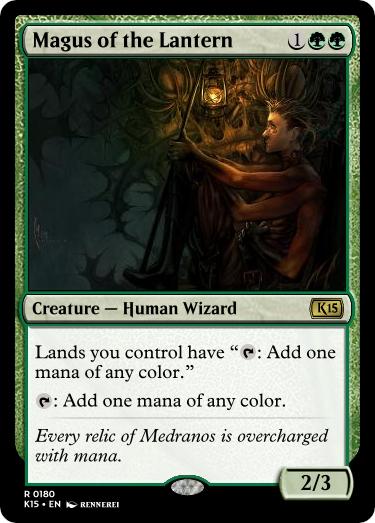 Magus of the Lantern 1
Creature — Human Wizard K15
Lands you control have “T: Add one
mana of any color.”
T: Add one mana of any color.
Every relic of Medranos is overcharged
with mana.
2/3
R 0180
K15 • EN RENNEREI